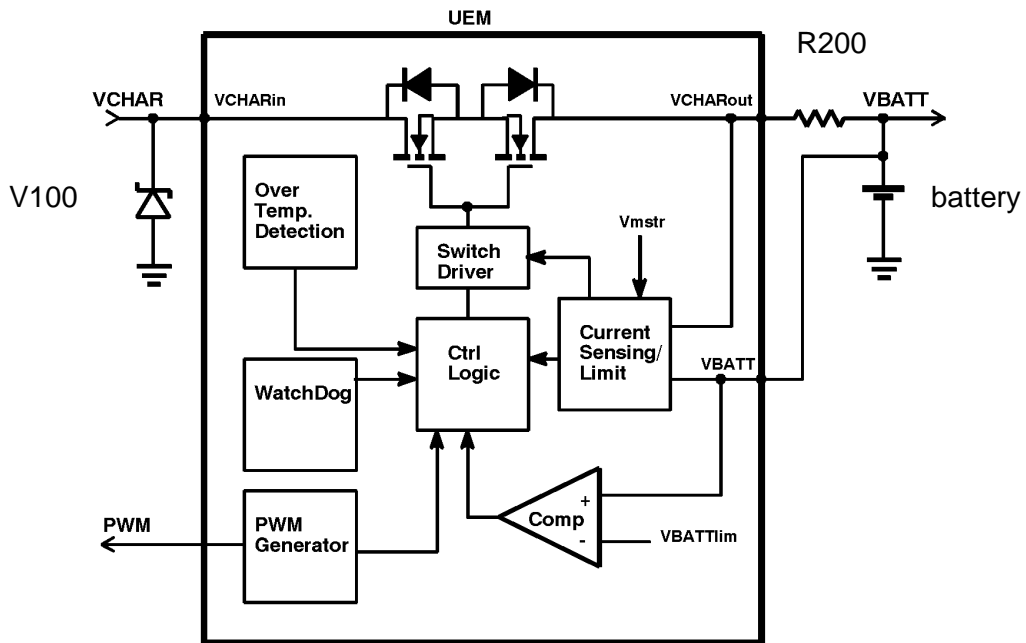 UEM
R200
VCHAR
VCHARin
VCHARout
VBATT
V100
Over
Temp.
Detection
battery
Vmstr
Switch
Driver
Current
Sensing/
Limit
Ctrl
Logic
VBATT
WatchDog
PWM
PWM
Generator
+
Comp
-
VBATTlim